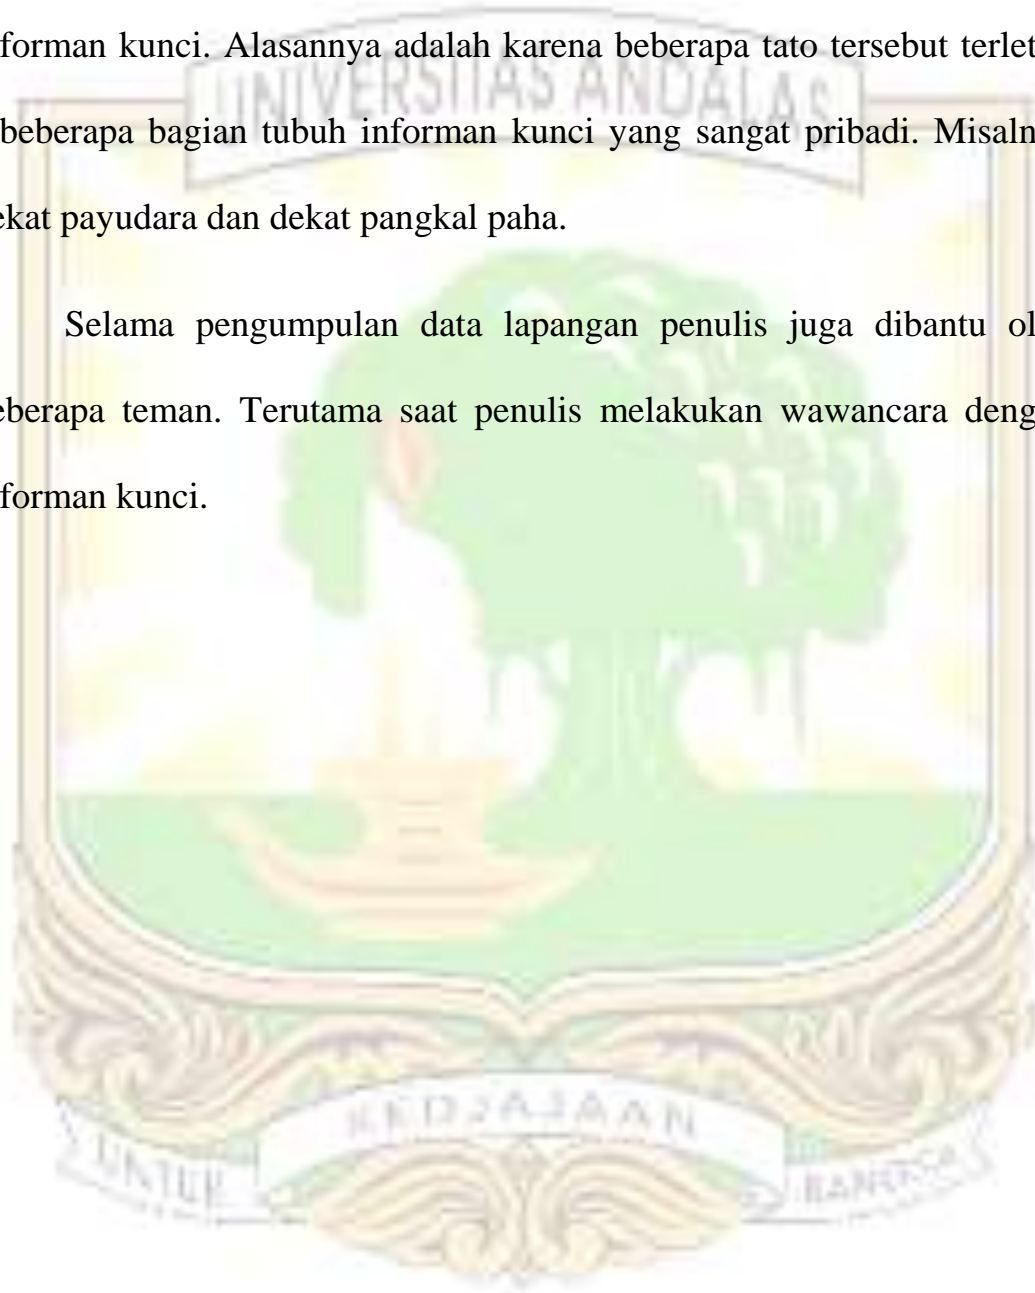 forman kunci. Alasannya adalah karena beberapa tato tersebut terlet
UNIVERSITAS ANDALAS
beberapa bagian tubuh informan kunci yang sangat pribadi. Misaln
ekat payudara dan dekat pangkal paha.
Selama pengumpulan data lapangan penulis juga dibantu ol
eberapa teman. Terutama saat penulis melakukan wawancara deng
forman kunci.
KEDJAJAAN
UNTUK
BANGSA